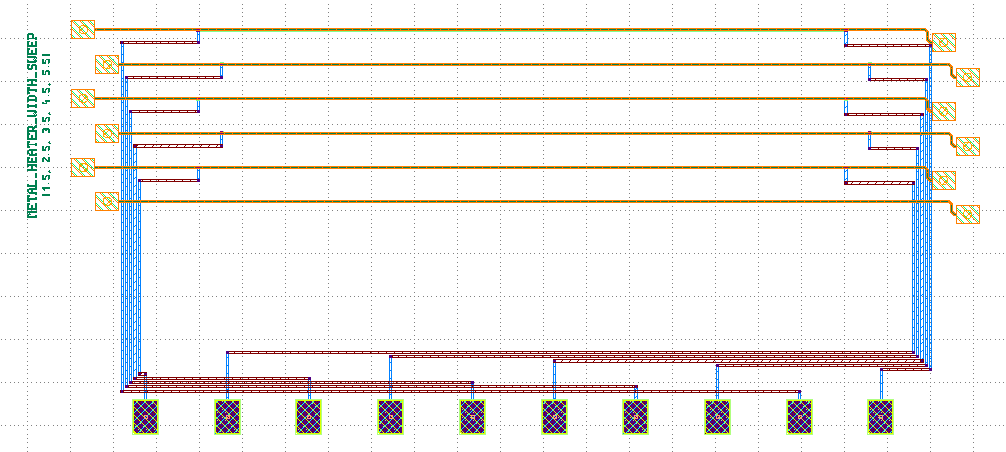 METAL_HEATER_WIDTH_SWEEP
[1.5, 2.5, 3.5, 4.5, 5.5]